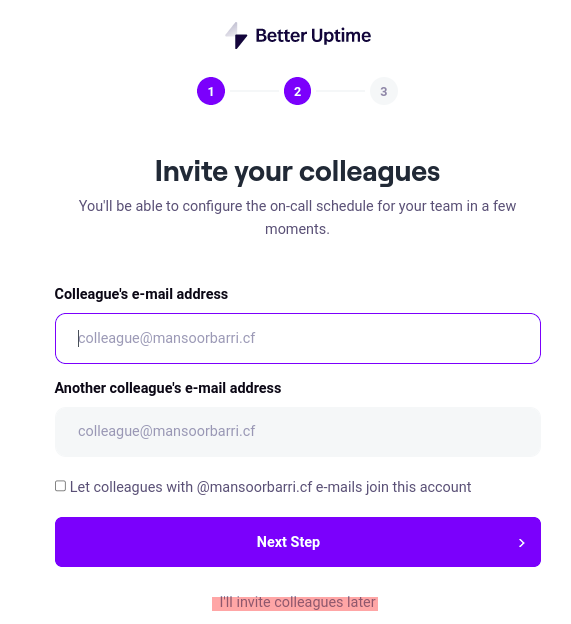 Better Uptime
1 2 3
Invite your colleagues
You'll be able to configure the on-call schedule for your team in a few
moments.
Colleague's e-mail address
colleague@mansoorbarri.cf
Another colleague's e-mail address
colleague@mansoorbarri.cf
Let colleagues with @mansoorbarri.cf e-mails join this account
Next Step
I'll invite colleagues later